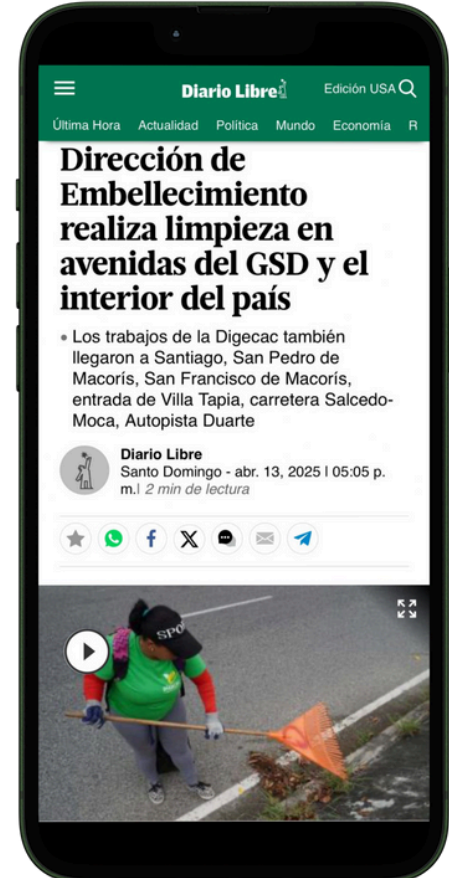 Diario Libre
Edición USA
Última Hora Actualidad Política Mundo Economía R
Dirección de
Embellecimiento
realiza limpieza en
avenidas del GSD y el
interior del país
• Los trabajos de la Digecac también
llegaron a Santiago, San Pedro de
Macorís, San Francisco de Macorís,
entrada de Villa Tapia, carretera Salcedo-
Moca, Autopista Duarte
Diario Libre
Santo Domingo - abr. 13, 2025 | 05:05 p.
m.| 2 min de lectura
SPO